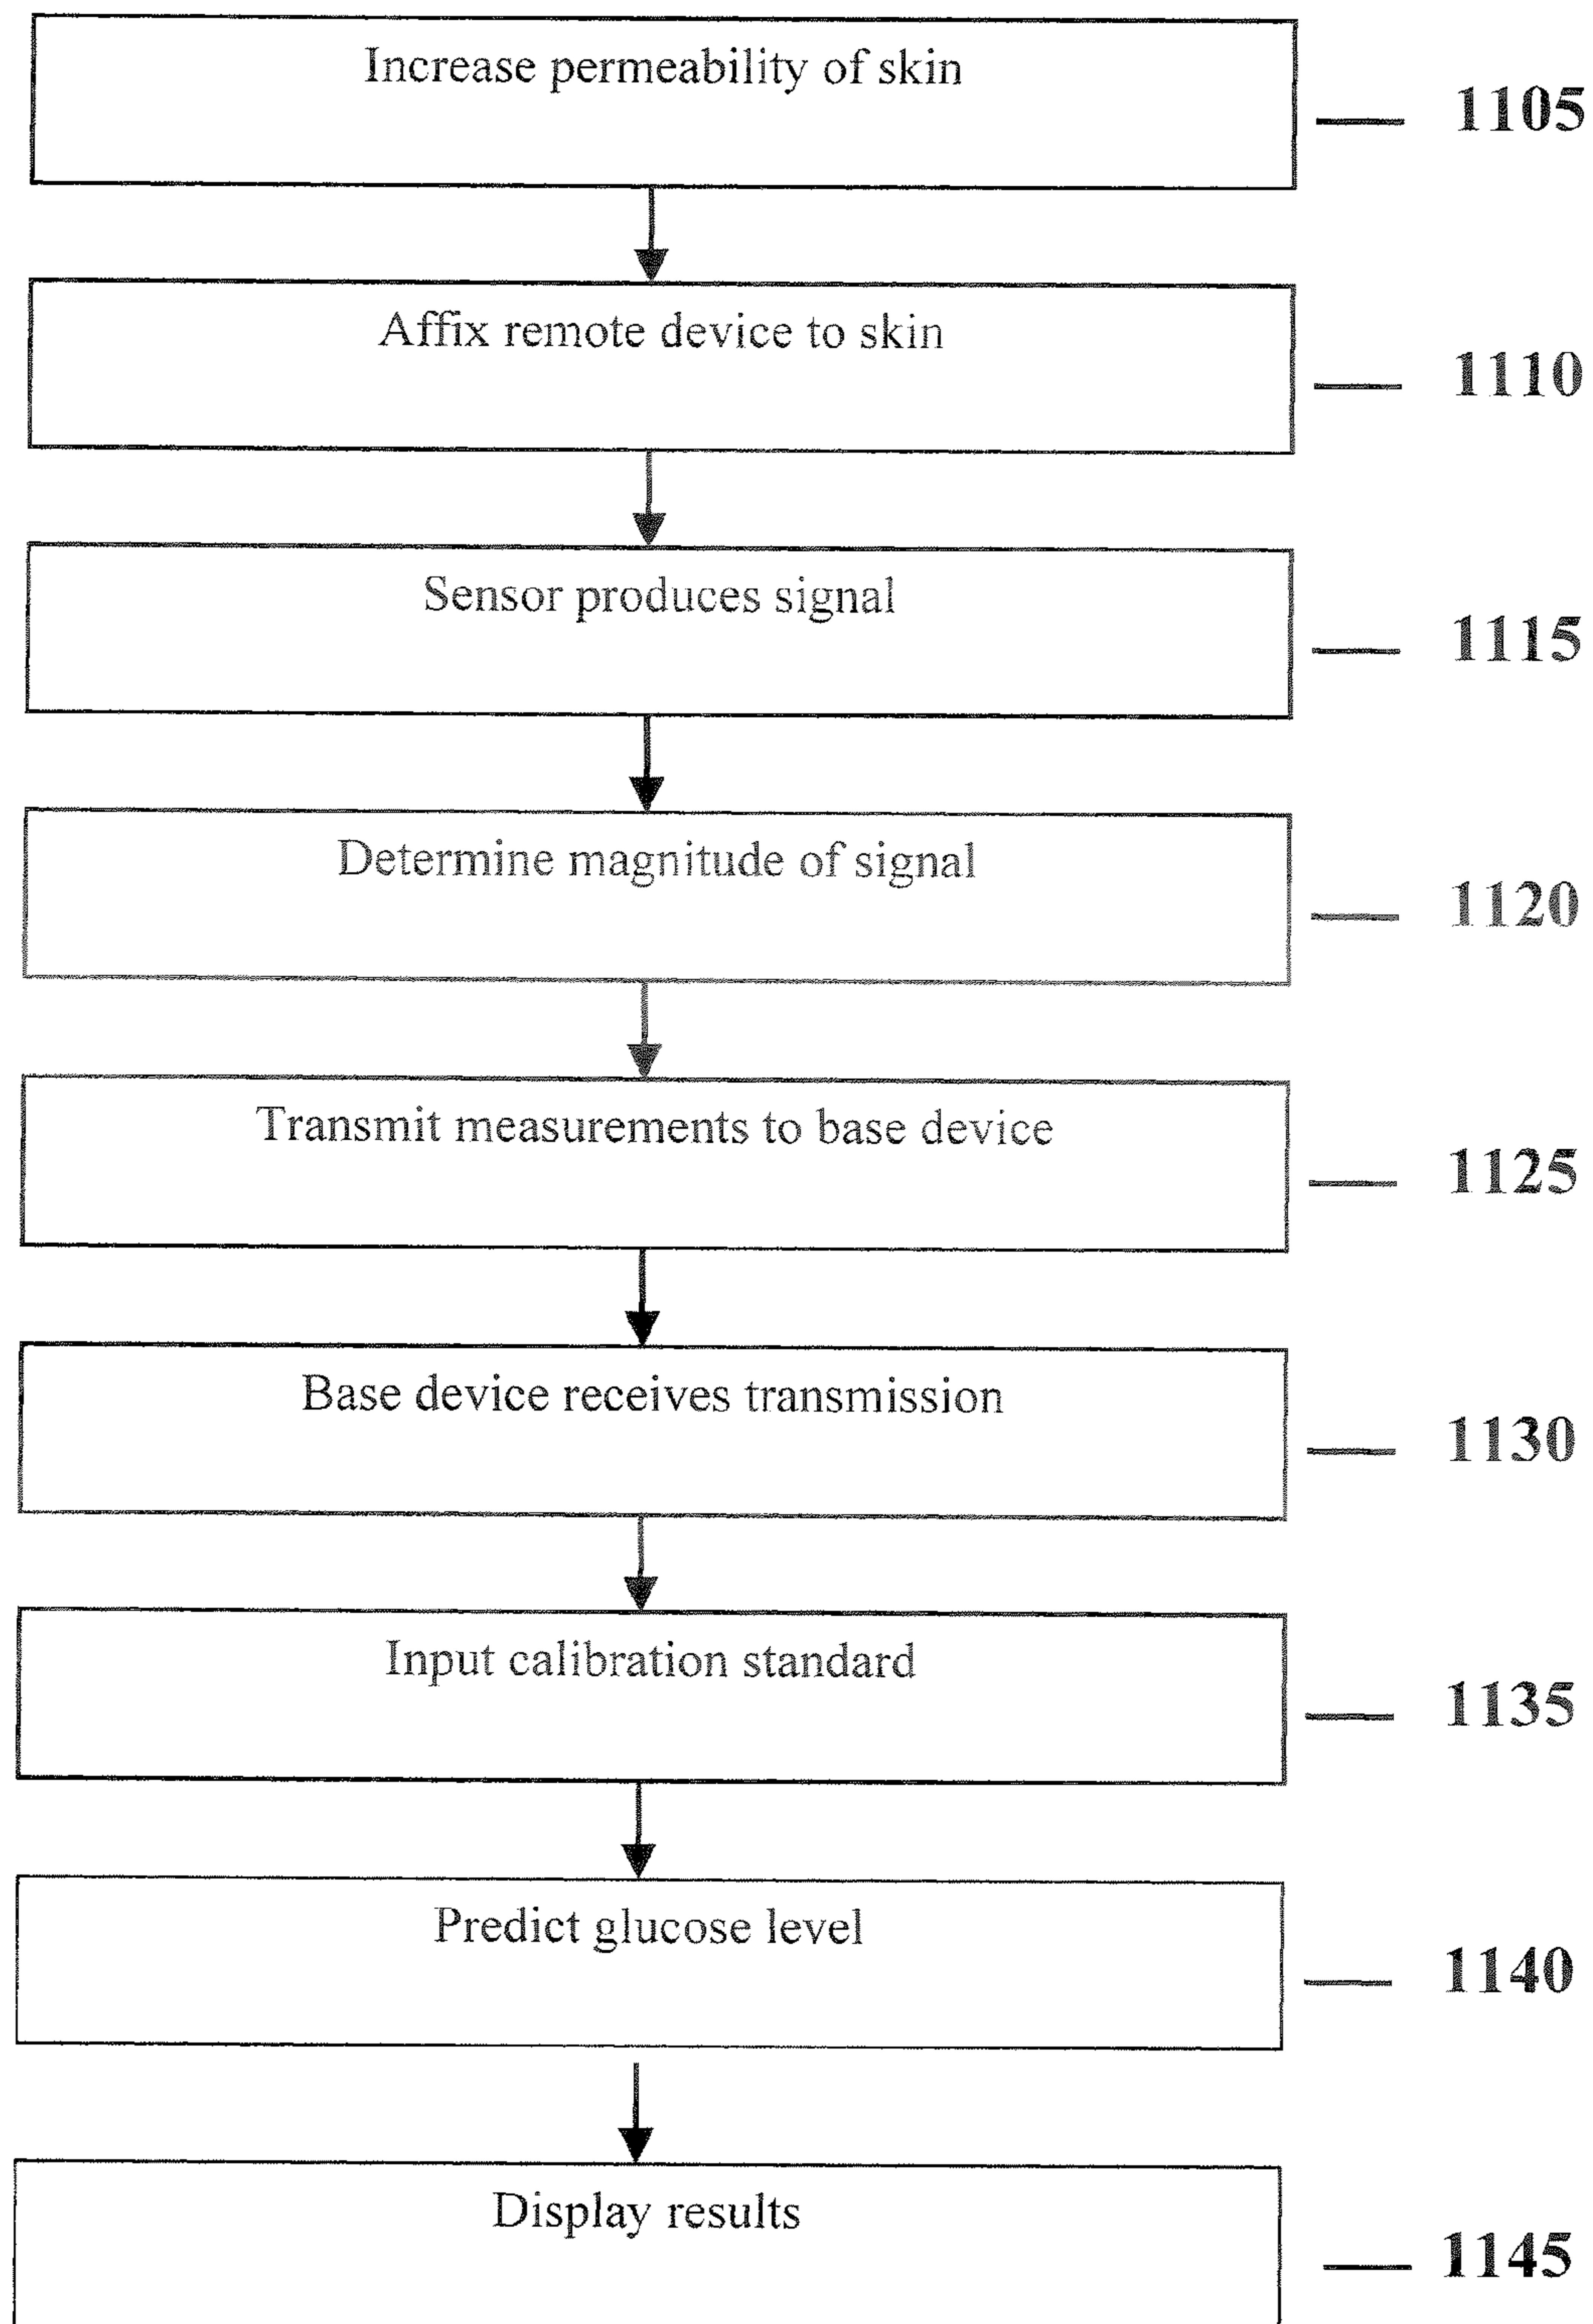 Increase permeability of skin
1105
Affix remote device to skin
1110
Sensor produces signal
1115
Determine magnitude of signal
1120
Transmit measurements to base device
1125
Base device receives transmission
1130
Input calibration standard
1135
Predict glucose level
1140
Display results
1145